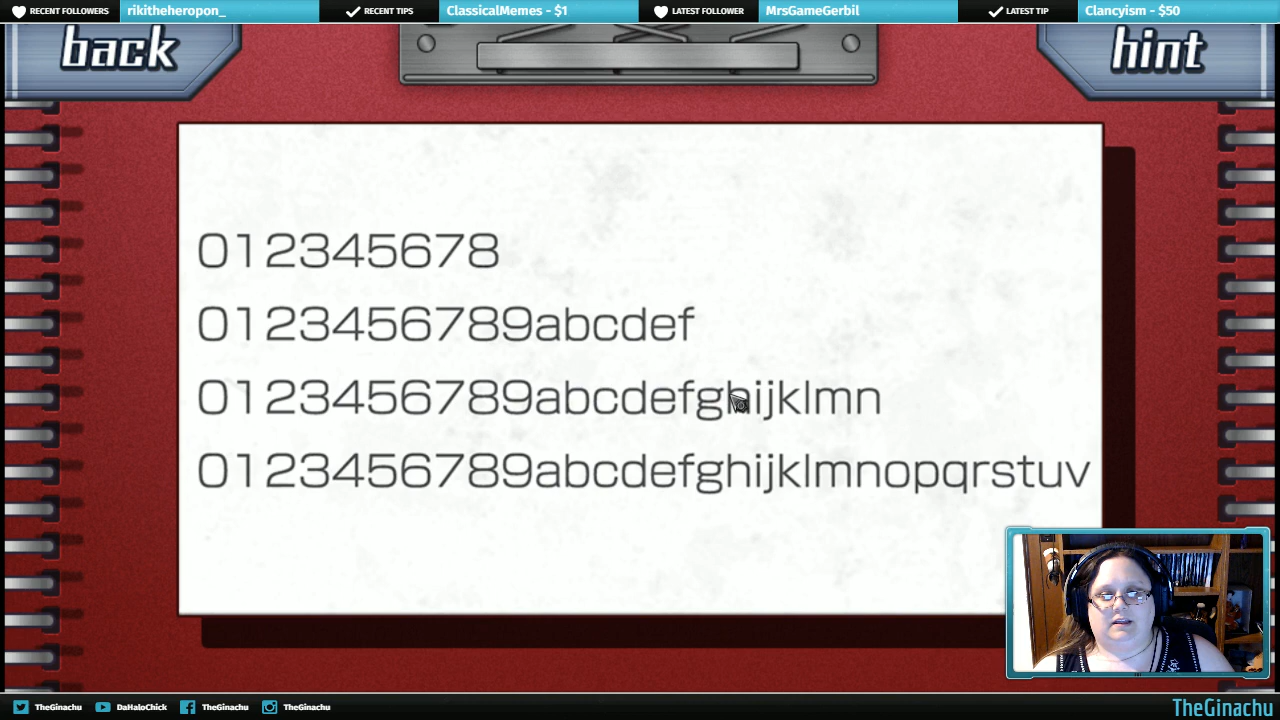 RECENT FOLLOWERS rikitheheropon_ RECENT TIPS ClassicalMemes - $1 LATEST FOLLOWER MrsGameGerbil LATEST TIP Clancyism - $50
back hint
012345678
0123456789abcdef
0123456789abcdefghijklmn
0123456789abcdefghijklmnopqrstuv
TheGinachu DaHaloChick TheGinachu TheGinachu TheGinachu